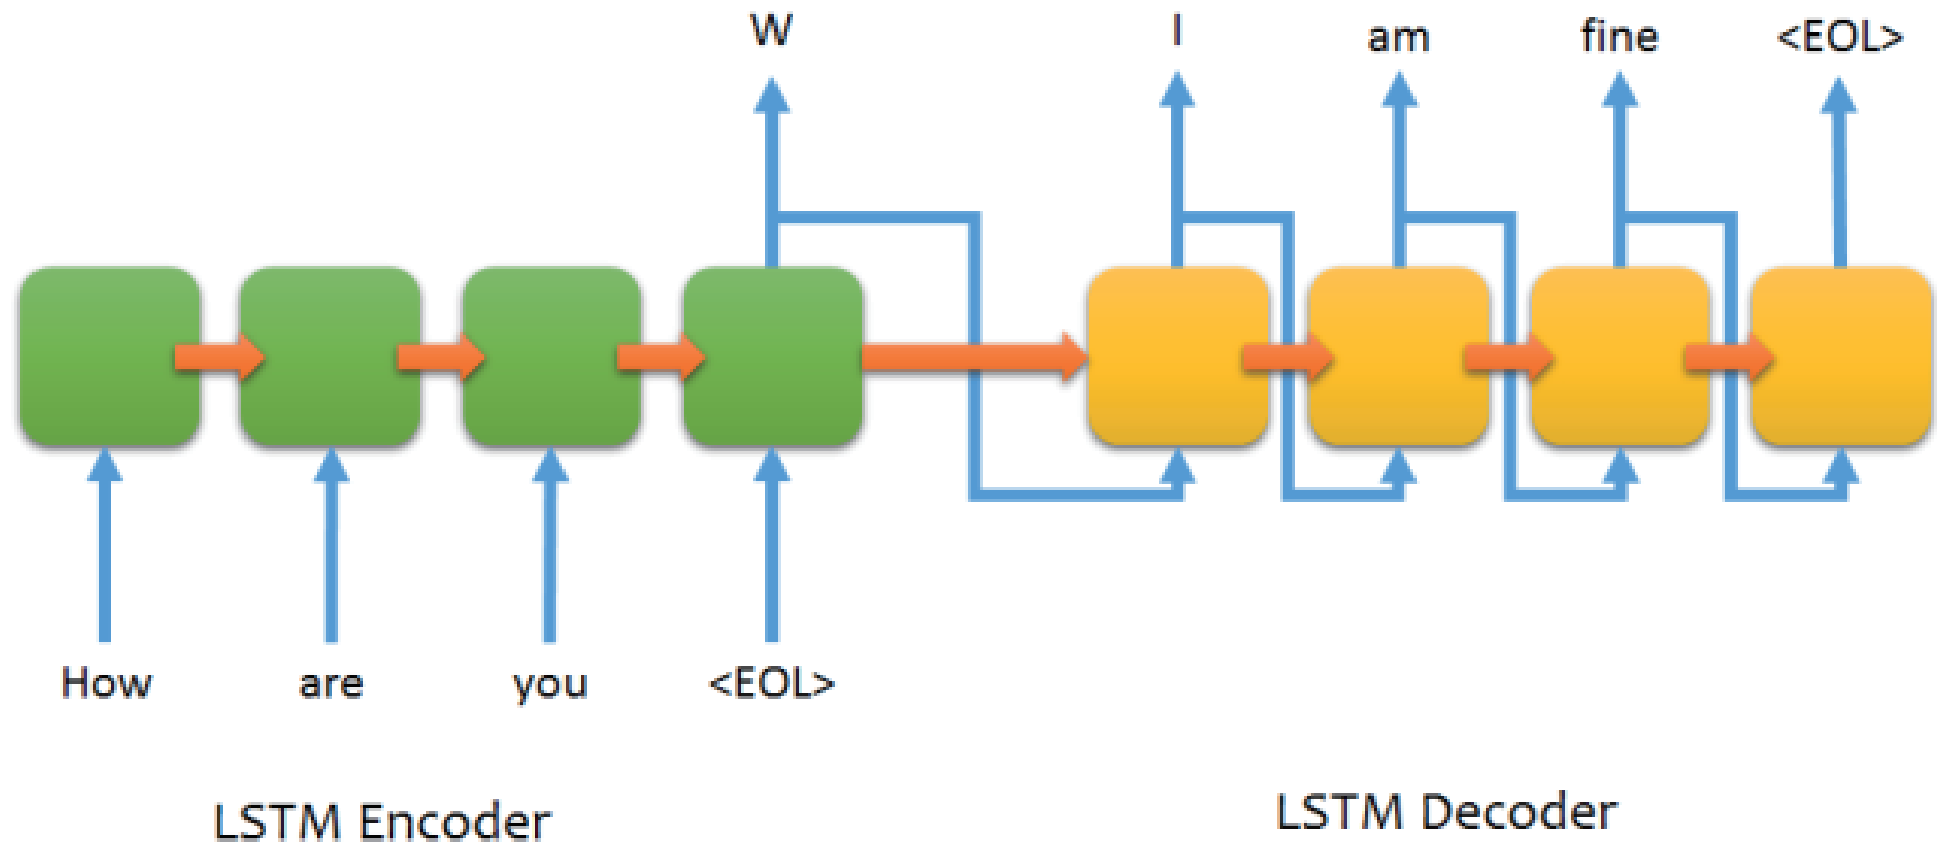 W I am fine <EOL>
How are you <EOL>
LSTM Encoder LSTM Decoder